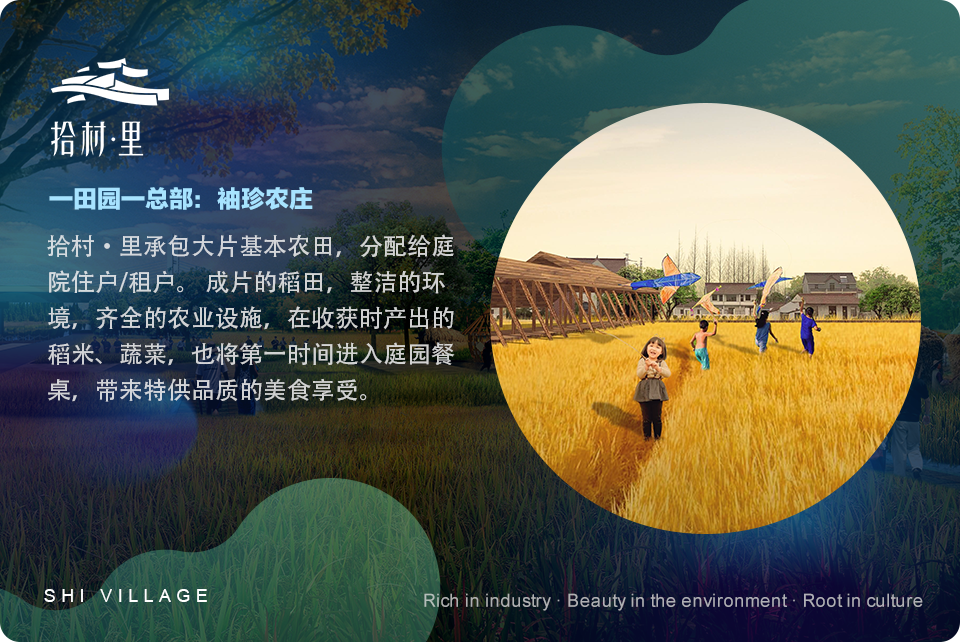 拾村·里
一田园一总部：袖珍农庄
拾村·里承包大片基本农田，分配给庭
院住户/租户。 成片的稻田，整洁的环
境，齐全的农业设施，在收获时产出的
稻米、蔬菜，也将第一时间进入庭园餐
桌，带来特供品质的美食享受。
SHI VILLAGE
Rich in industry · Beauty in the environment · Root in culture